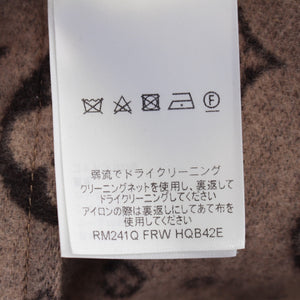 F
弱流でドライクリーニング
クリーニングネットを使用し、裏返して
ドライクリーニングしてください
アイロンの際は裏にしてあて布を
使用してください
RM241Q FRW HQB42E